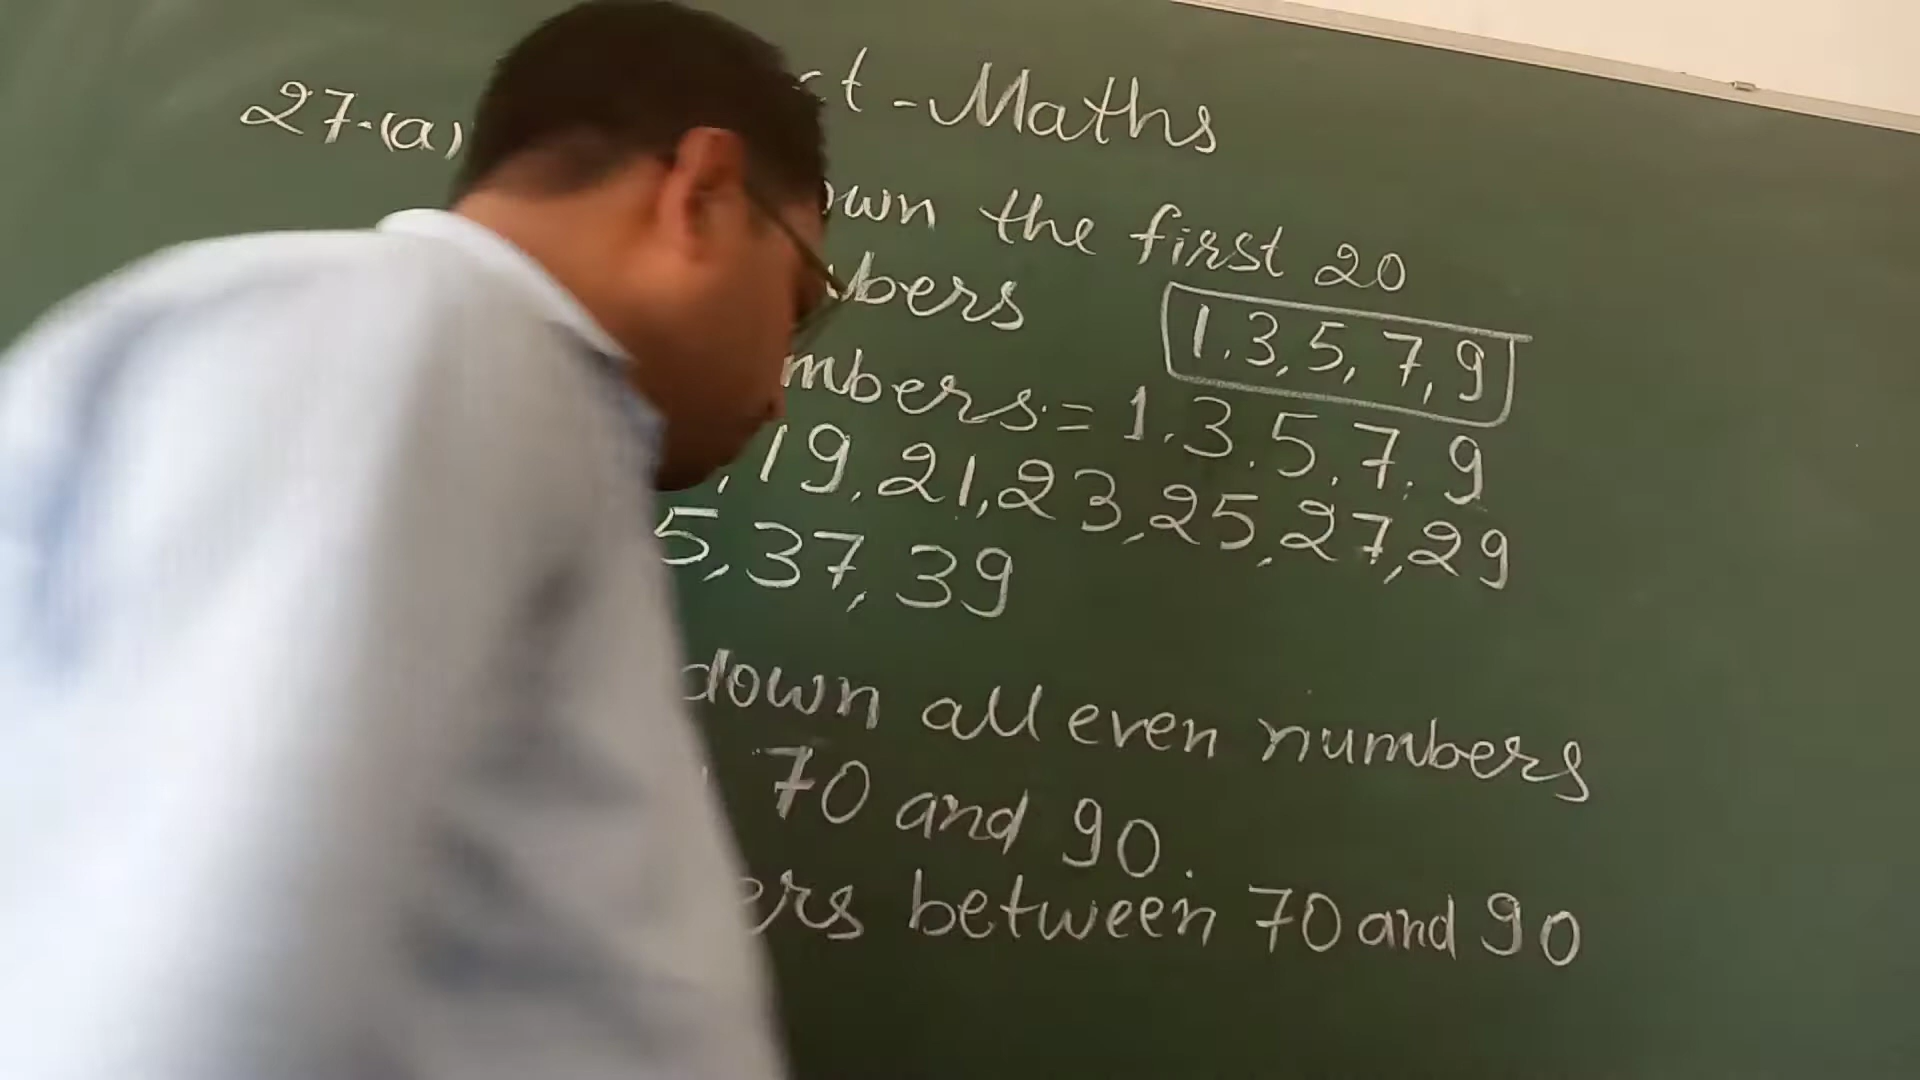 27-(a) ct - Maths
own the first 20
mbers
1.3,5,7,9
mbers = 1.3.5.7.9
, 19, 21, 23, 25, 27, 29
5, 37, 39
down all even numbers
70 and 90.
ers between 70 and 90